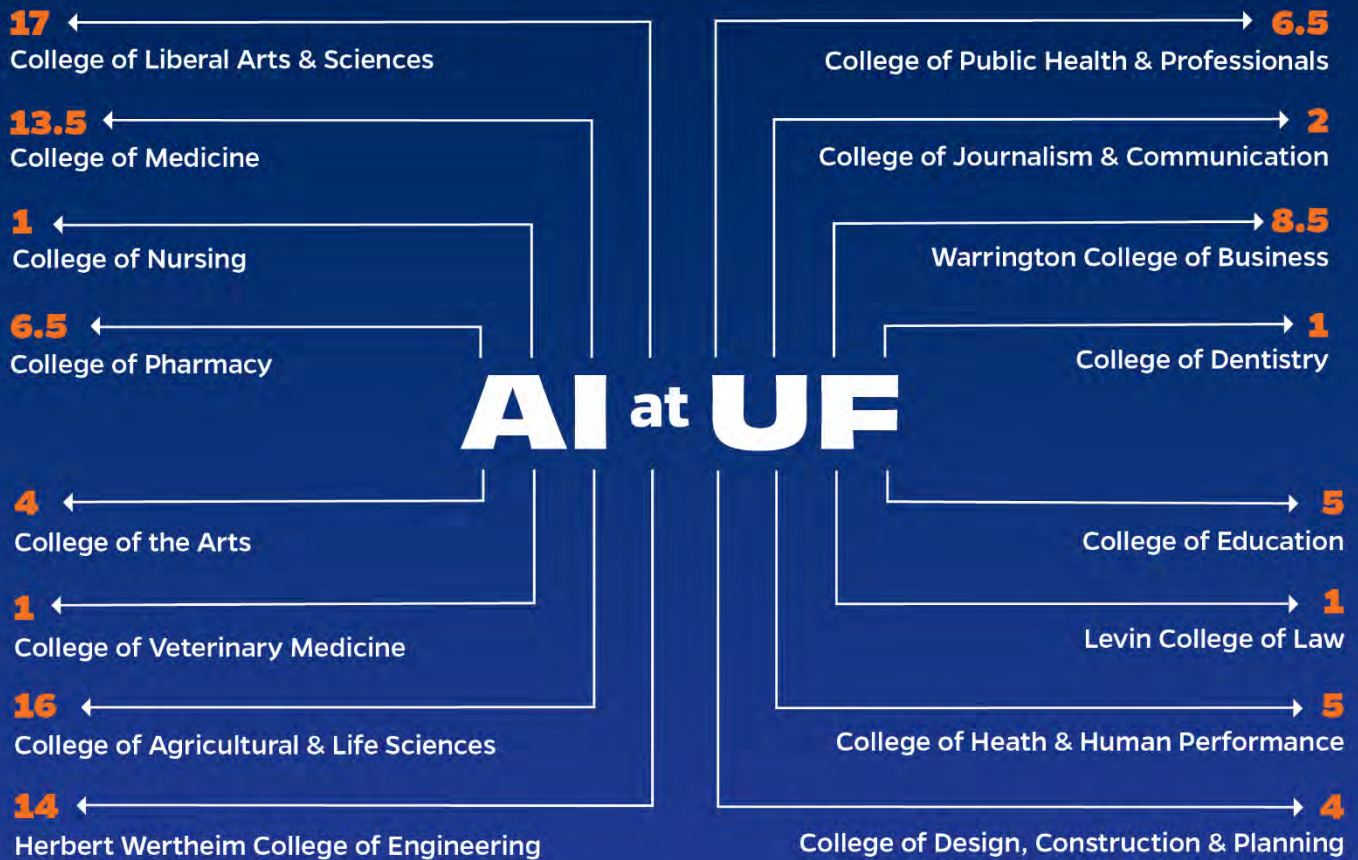 17
College of Liberal Arts & Sciences
13.5
College of Medicine
1
College of Nursing
6.5
College of Pharmacy
6.5
College of Public Health & Professionals
2
College of Journalism & Communication
8.5
Warrington College of Business
1
College of Dentistry
AI at UF
4
College of the Arts
1
College of Veterinary Medicine
16
College of Agricultural & Life Sciences
14
Herbert Wertheim College of Engineering
5
College of Education
1
Levin College of Law
5
College of Heath & Human Performance
4
College of Design, Construction & Planning